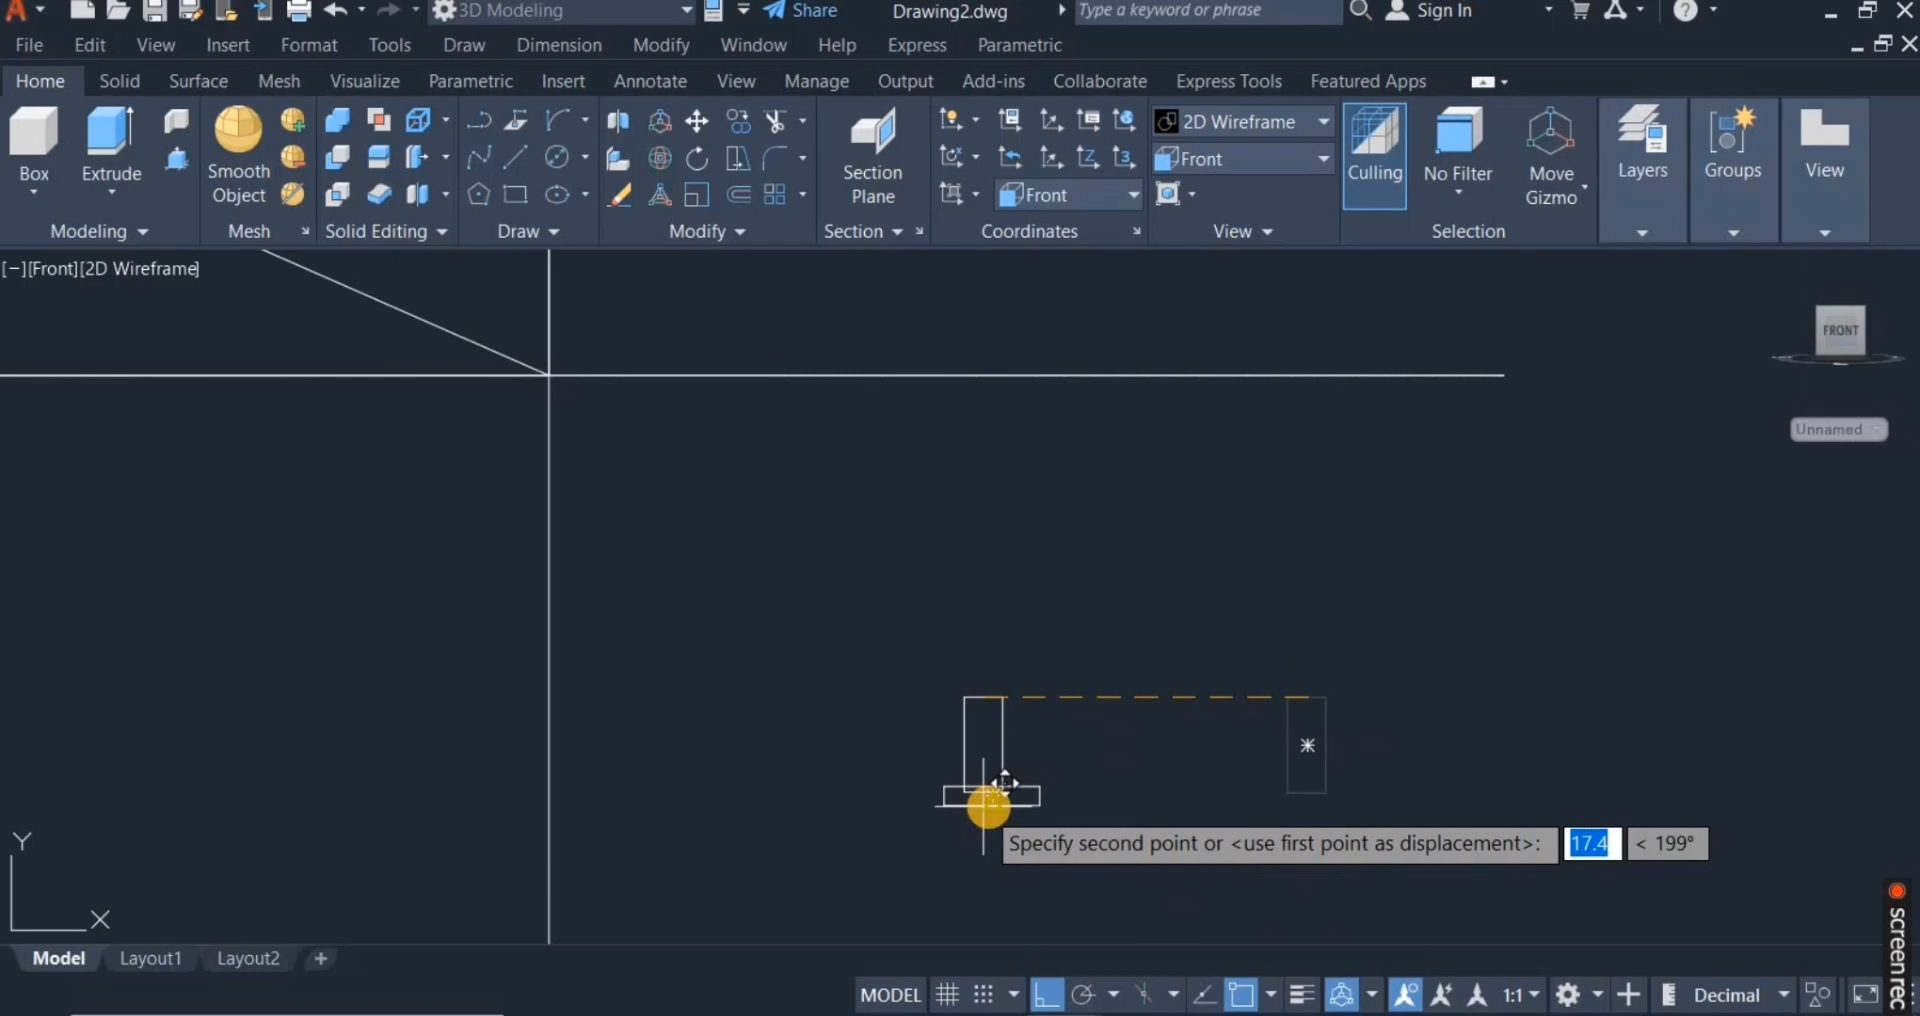 3D Modeling Share Drawing2.dwg Type a keyword or phrase Sign In
File Edit View Insert Format Tools Draw Dimension Modify Window Help Express Parametric
Home Solid Surface Mesh Visualize Parametric Insert Annotate View Manage Output Add-ins Collaborate Express Tools Featured Apps
2D Wireframe
Front
Box Extrude Smooth Object Section Plane Front Culling No Filter Move Gizmo Layers Groups View
Modeling Mesh Solid Editing Draw Modify Section Coordinates View Selection
[−][Front][2D Wireframe]
FRONT
Unnamed
Specify second point or <use first point as displacement>: 17.4 < 199°
Y
X
screenrec
Model Layout1 Layout2 +
MODEL 1:1 Decimal